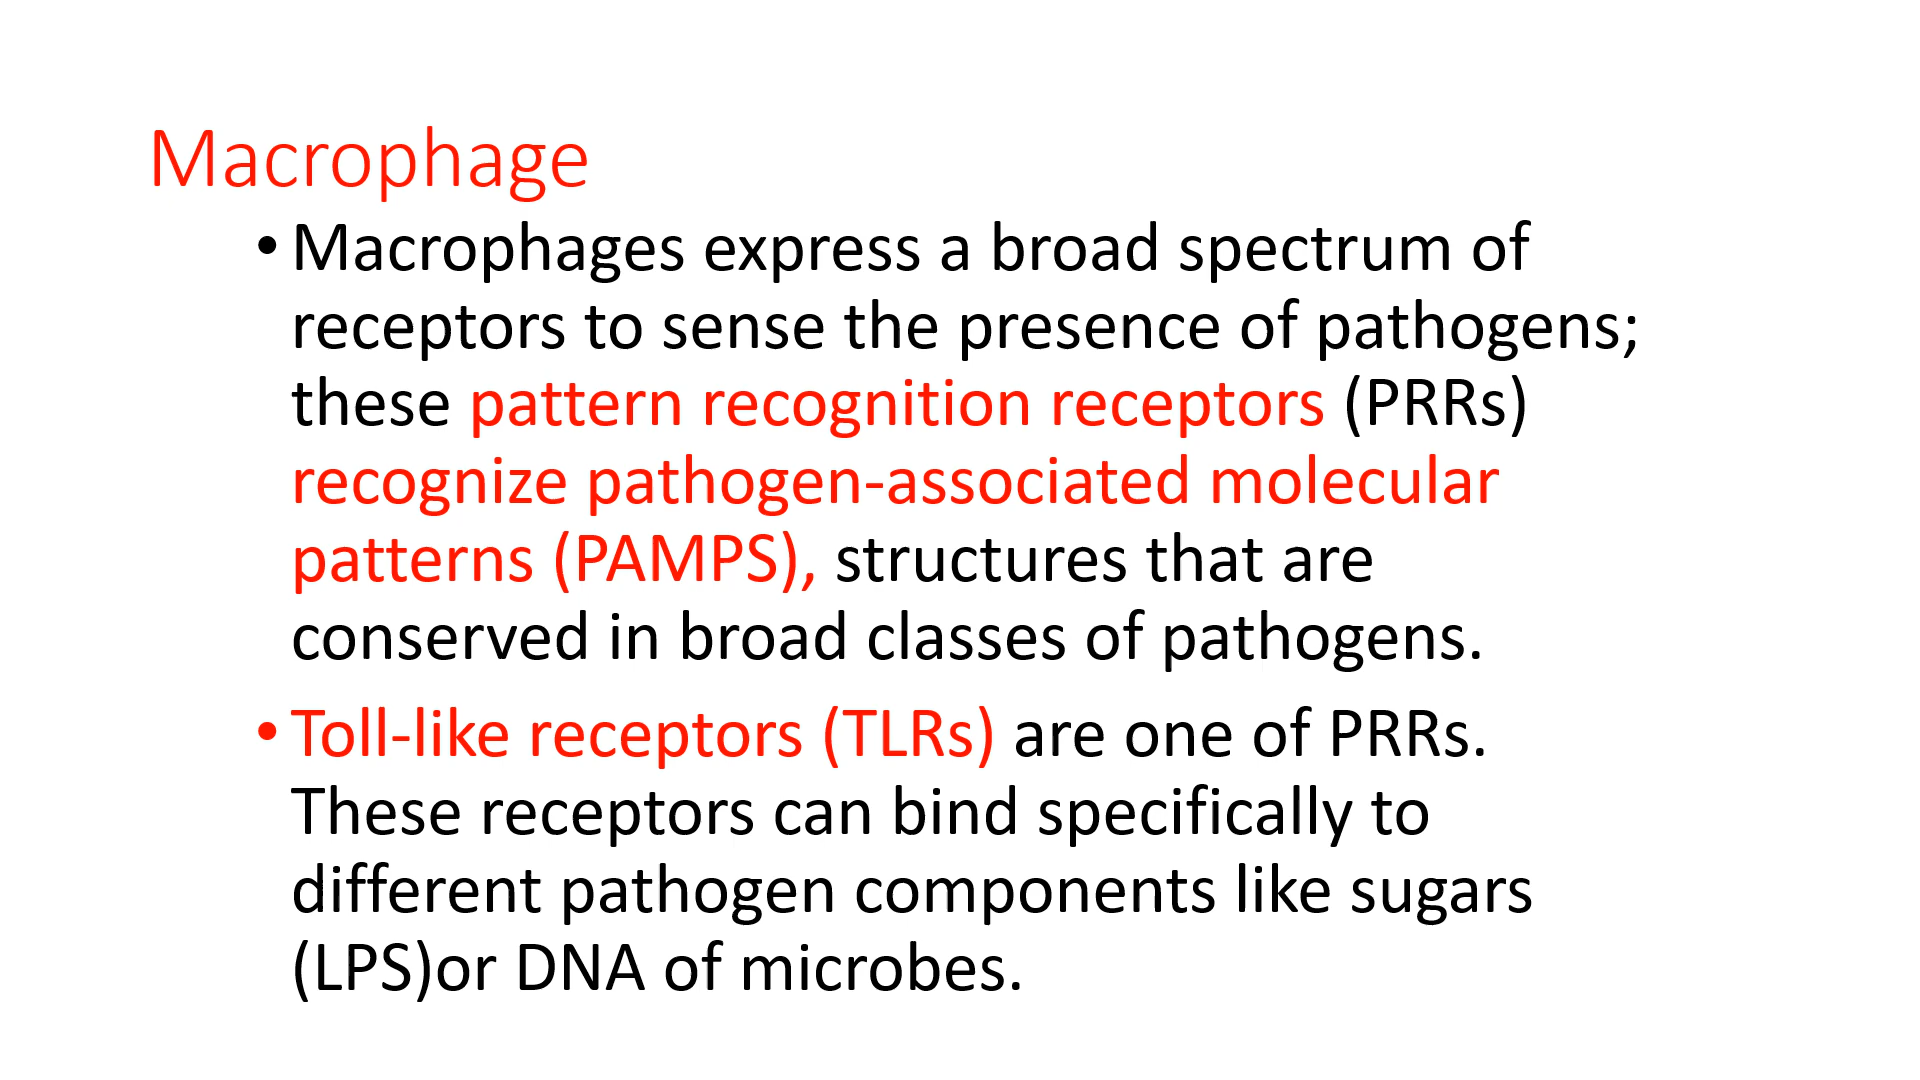 Macrophage
•Macrophages express a broad spectrum of
receptors to sense the presence of pathogens;
these pattern recognition receptors (PRRs)
recognize pathogen-associated molecular
patterns (PAMPS), structures that are
conserved in broad classes of pathogens.
•Toll-like receptors (TLRs) are one of PRRs.
These receptors can bind specifically to
different pathogen components like sugars
(LPS)or DNA of microbes.